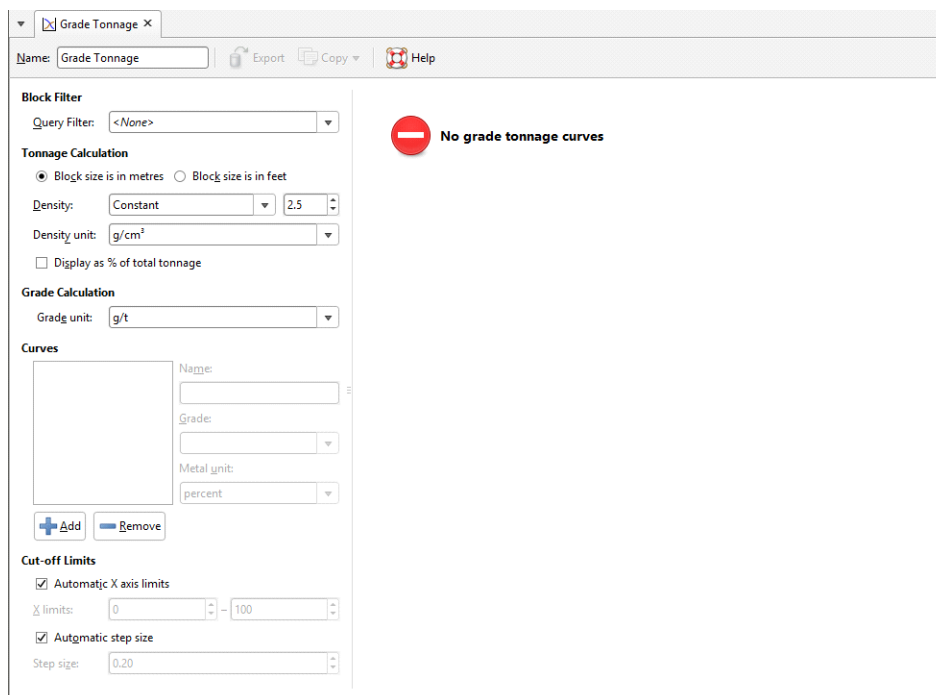 Grade Tonnage
Name: Grade Tonnage Export Copy Help
Block Filter
Query Filter: <None>
No grade tonnage curves
Tonnage Calculation
Block size is in metres Block size is in feet
Density: Constant 2.5
Density unit: g/cm³
Display as % of total tonnage
Grade Calculation
Grade unit: g/t
Curves
Name:
Grade:
Metal unit:
percent
Add Remove
Cut-off Limits
Automatic X axis limits
X limits: 0 – 100
Automatic step size
Step size: 0.20